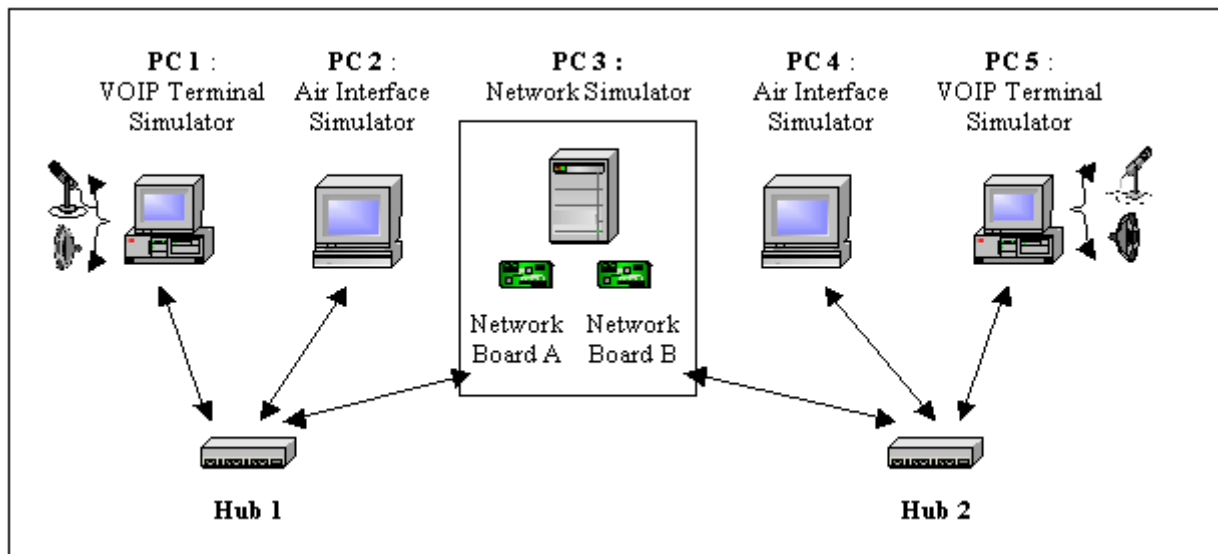 PC 1 :
VOIP Terminal
Simulator
PC 2 :
Air Interface
Simulator
PC 3 :
Network Simulator
PC 4 :
Air Interface
Simulator
PC 5 :
VOIP Terminal
Simulator
Network
Board A
Network
Board B
Hub 1
Hub 2